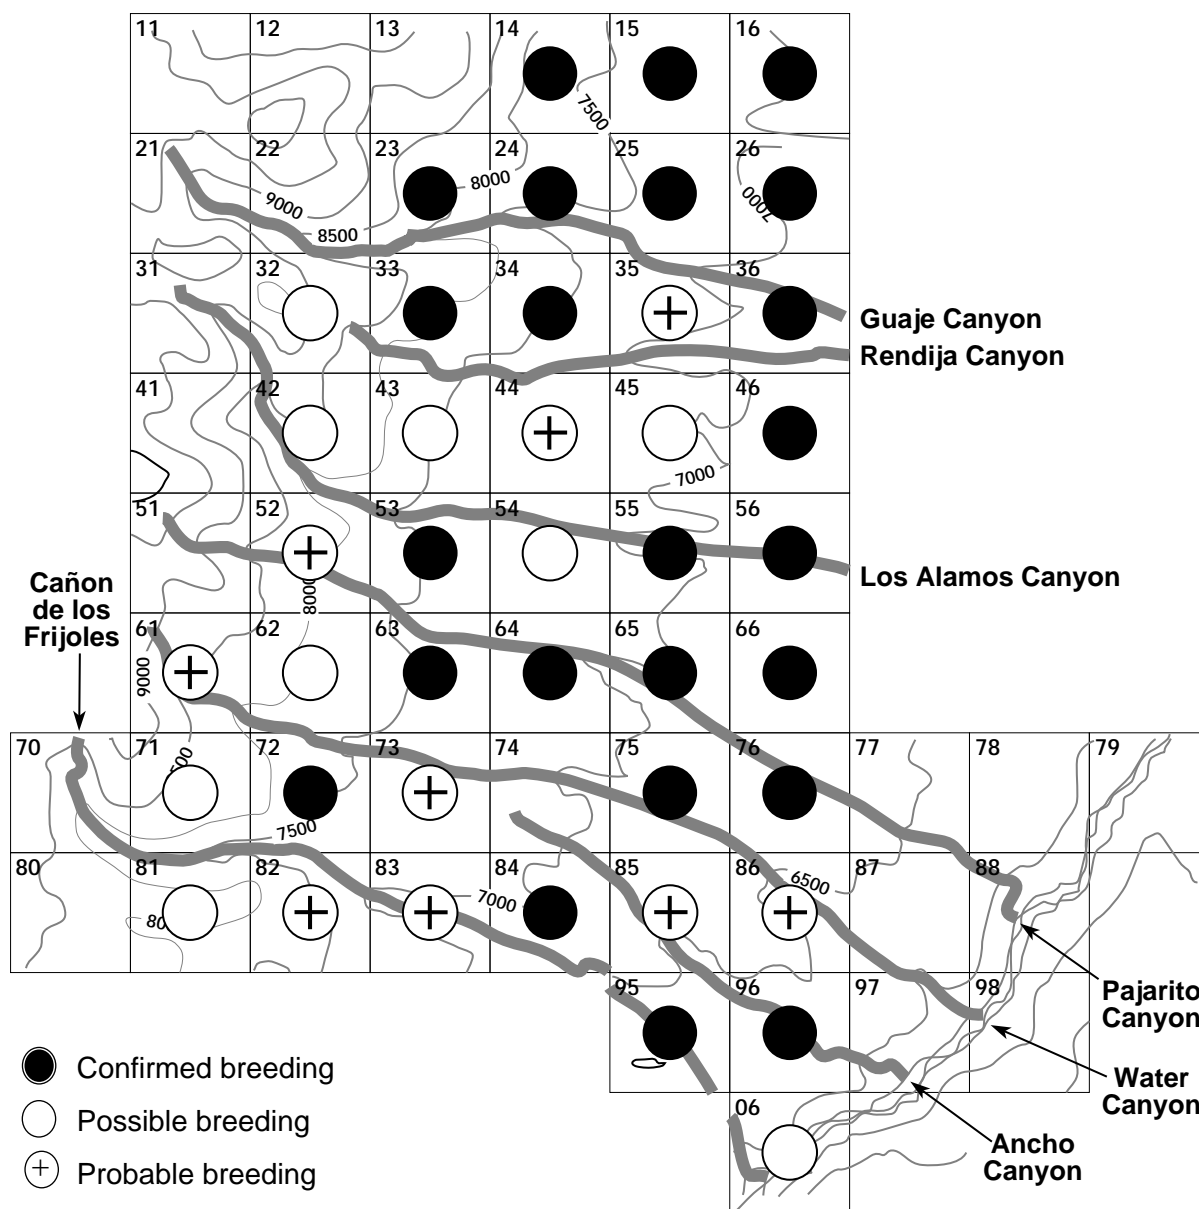 11 12 13 14 15 16
7500
21 22 23 24 25 26
8000
9000
7000
8500
31 32 33 34 35 36
Guaje Canyon
Rendija Canyon
41 42 43 44 45 46
7000
51 52 53 54 55 56
Los Alamos Canyon
Cañon
de los
Frijoles
8000
61 62 63 64 65 66
9000
70 71 72 73 74 75 76 77 78 79
500
7500
80 81 82 83 84 85 86 87 88
6500
7000
80
95 96 97 98
Pajarito
Canyon
Water
Canyon
Confirmed breeding
Possible breeding
Probable breeding
06
Ancho
Canyon